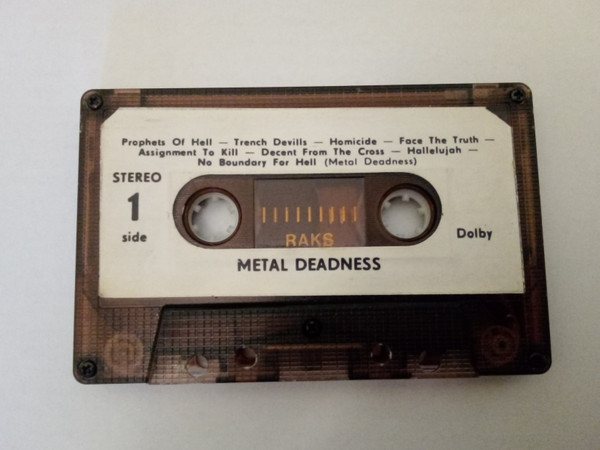 Prophets Of Hell — Trench Devills — Homicide — Face The Truth —
Assignment To Kill — Decent From The Cross — Hallelujah —
No Boundary For Hell (Metal Deadness)
STEREO
1
side
Dolby
RAKS
METAL DEADNESS